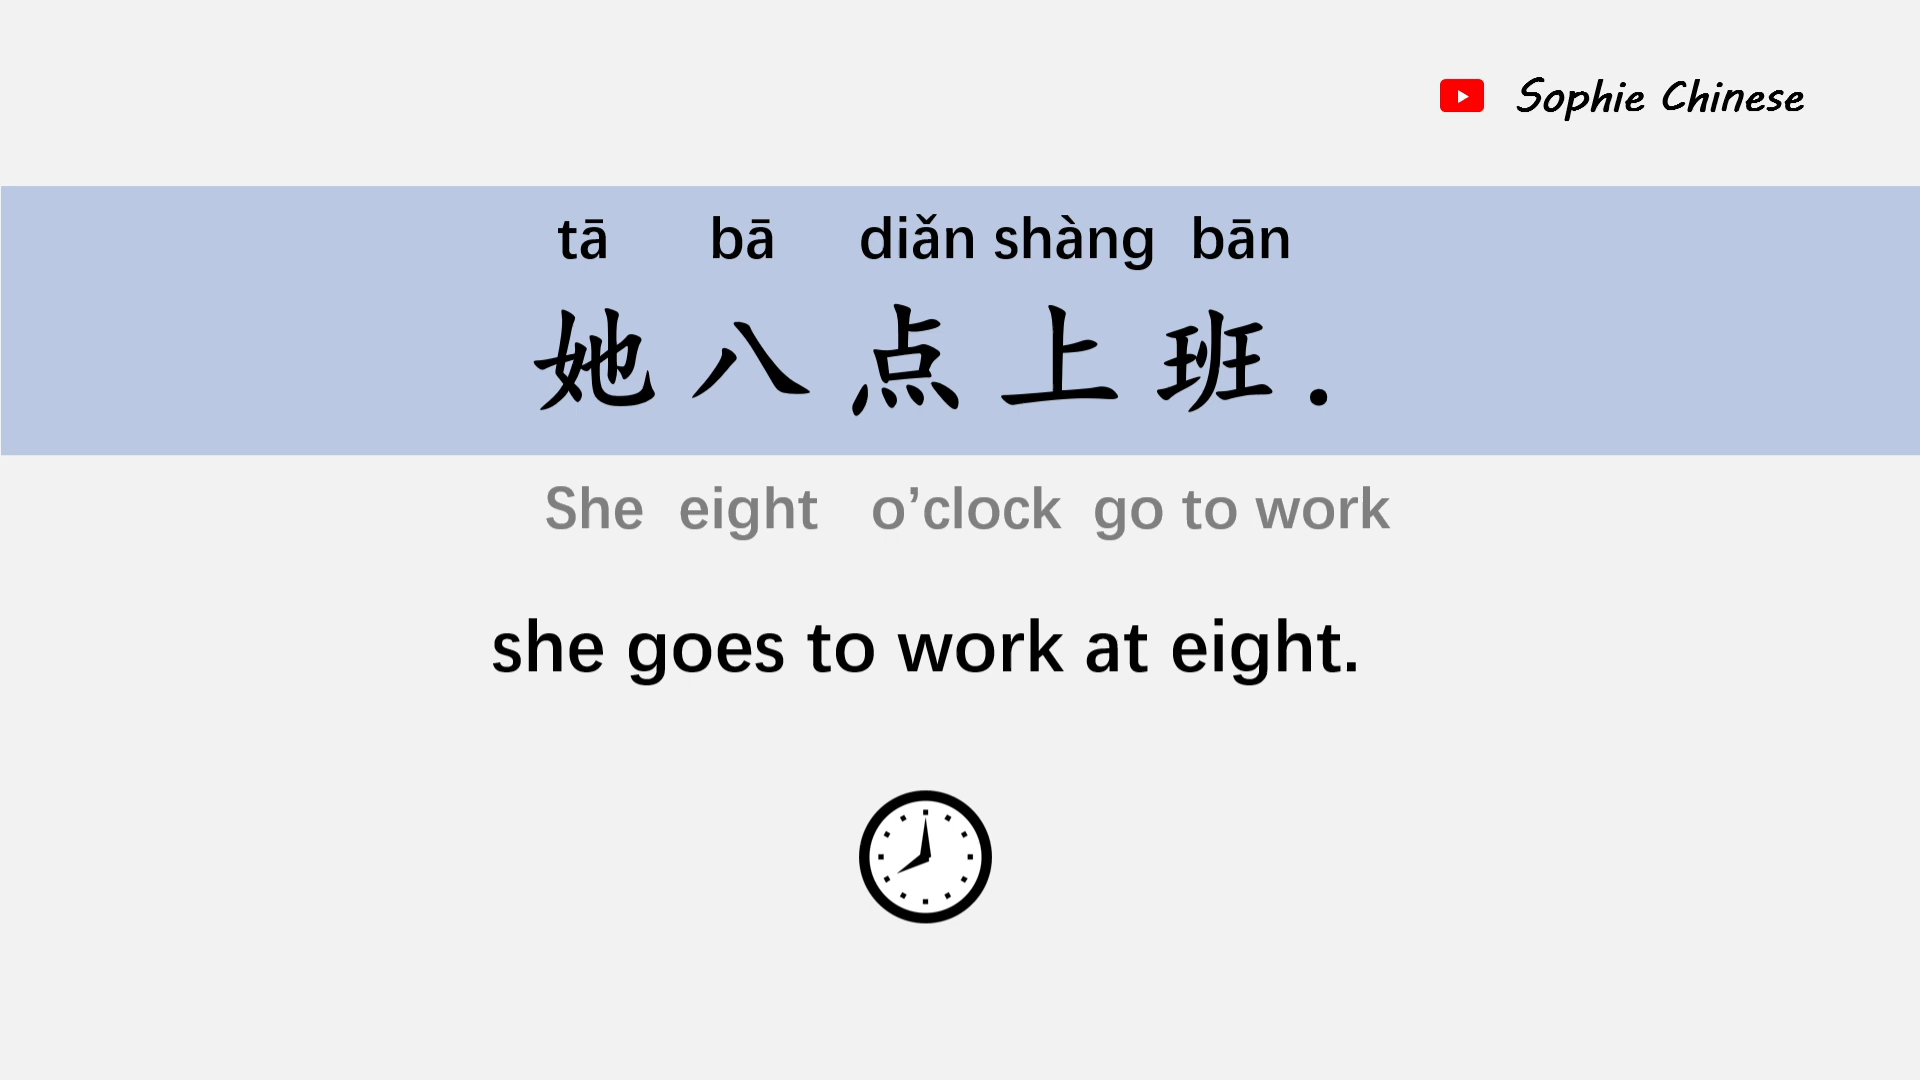 Sophie Chinese
tā bā diǎn shàng bān
她八点上班.
She eight o’clock go to work
she goes to work at eight.